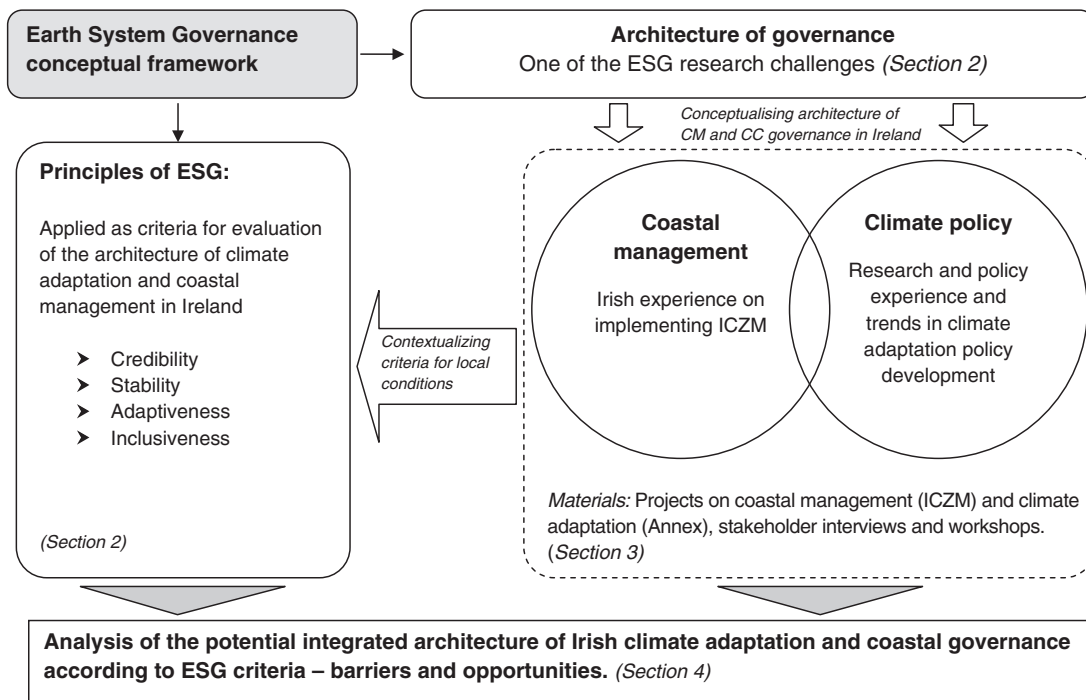 Earth System Governance
conceptual framework
Architecture of governance
One of the ESG research challenges (Section 2)
Conceptualising architecture of
CM and CC governance in Ireland
Principles of ESG:
Applied as criteria for evaluation
of the architecture of climate
adaptation and coastal
management in Ireland
➤ Credibility
➤ Stability
➤ Adaptiveness
➤ Inclusiveness
(Section 2)
Contextualizing
criteria for local
conditions
Coastal
management
Irish experience on
implementing ICZM
Climate policy
Research and policy
experience and
trends in climate
adaptation policy
development
Materials: Projects on coastal management (ICZM) and climate
adaptation (Annex), stakeholder interviews and workshops.
(Section 3)
Analysis of the potential integrated architecture of Irish climate adaptation and coastal governance
according to ESG criteria – barriers and opportunities. (Section 4)